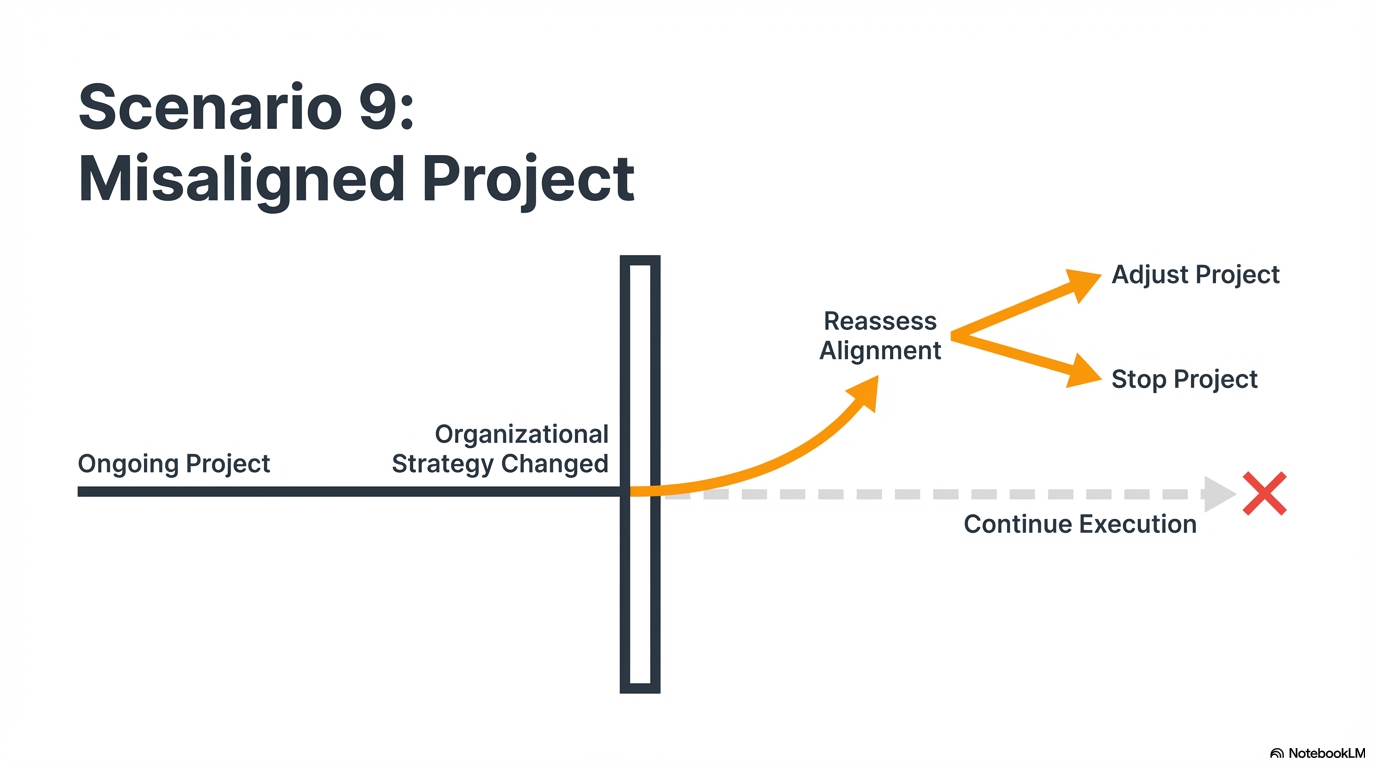 Scenario 9:
Misaligned Project
Ongoing Project
Organizational
Strategy Changed
Reassess
Alignment
Adjust Project
Stop Project
Continue Execution
NotebookLM